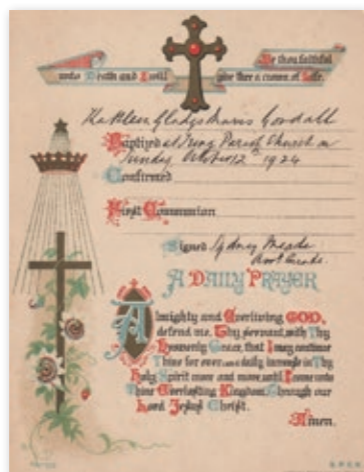 Be thou faithful
unto Death and I will give thee a crown of Life.
Kathleen Gladys Goodall
Baptized at Tring Parish Church on
Sunday October 12th 1924
Confirmed
First Communion
Signed Sydney Meade
A DAILY PRAYER
Almighty and Everliving GOD,
defend me, Thy servant, with Thy
Heavenly Grace, that I may continue
Thine for ever: and daily increase in Thy
Holy Spirit more and more, until I come unto
Thine Everlasting Kingdom. Through our
Lord Jesus Christ.
Amen.